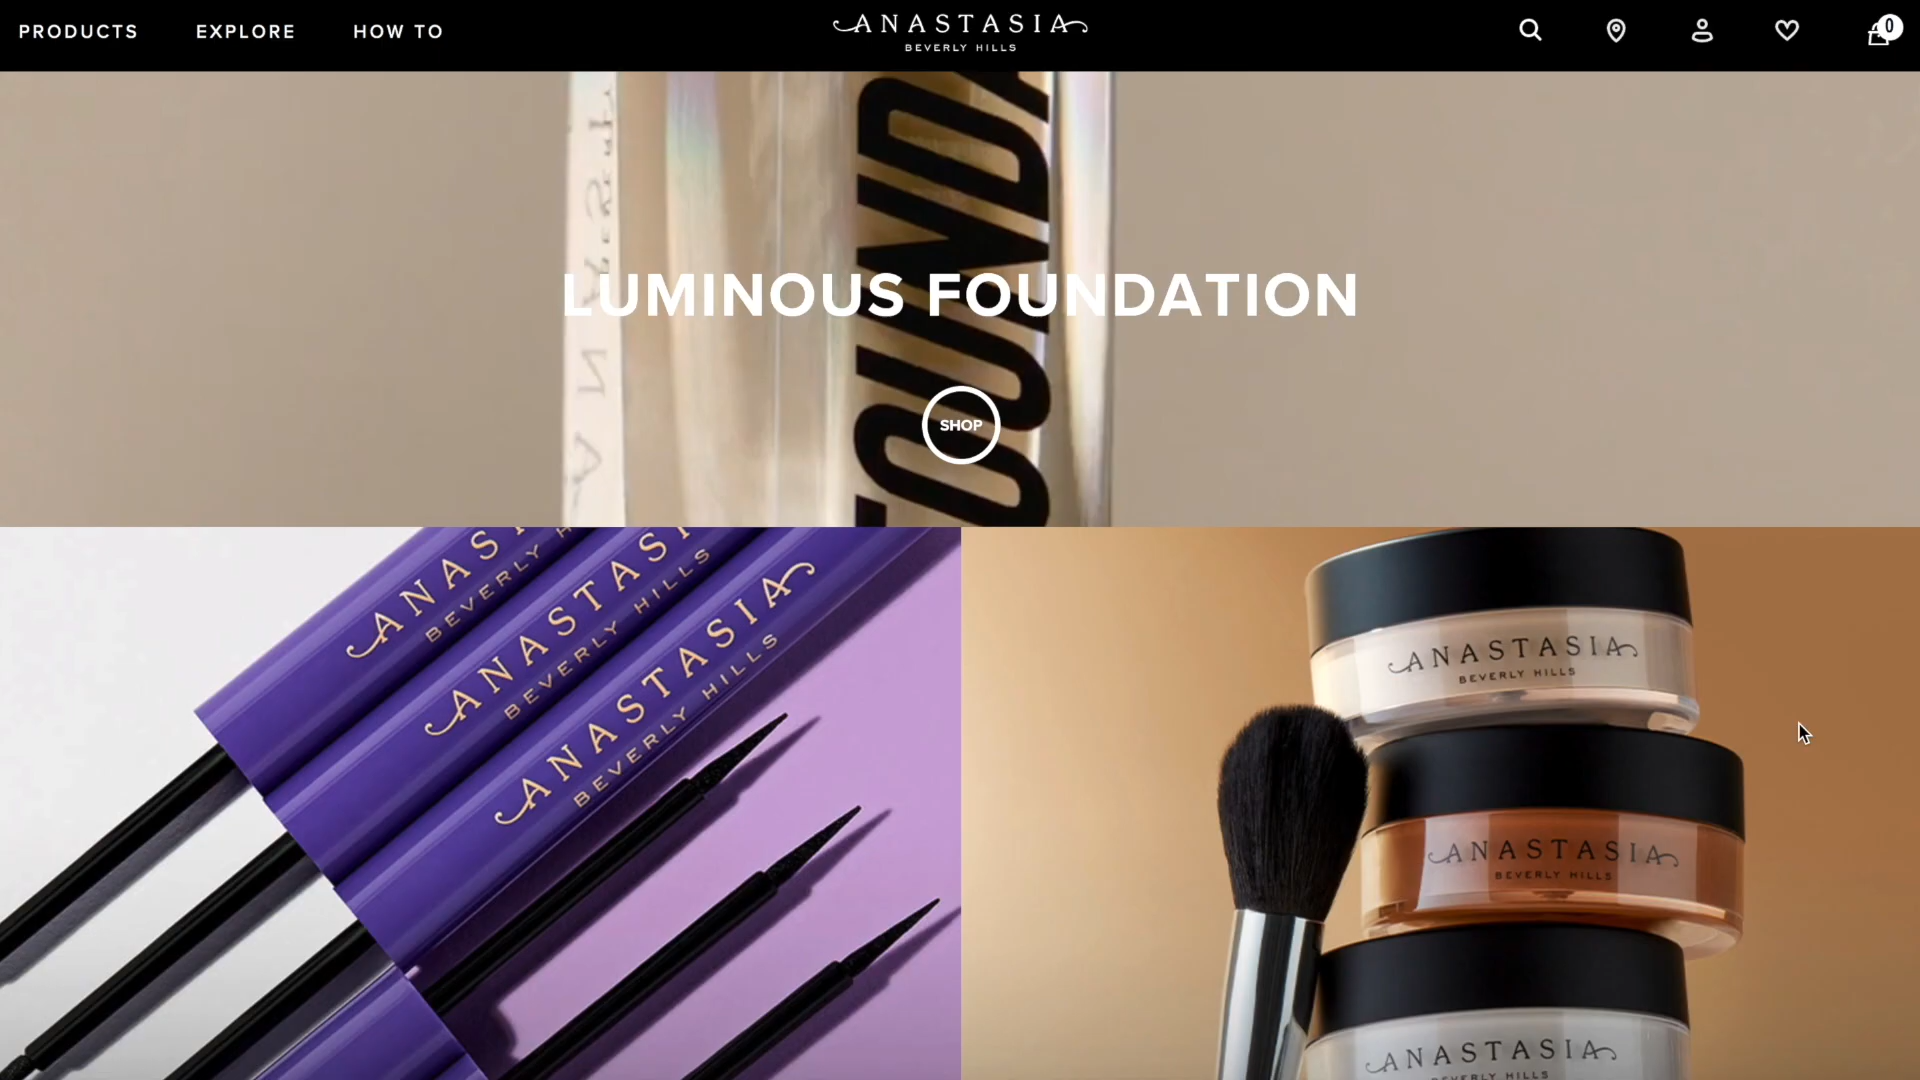 PRODUCTS EXPLORE HOW TO
ANASTASIA
BEVERLY HILLS
0
LUMINOUS FOUNDATION
SHOP
ANASTASIA
BEVERLY HILLS
ANASTASIA
BEVERLY HILLS
ANASTASIA
BEVERLY HILLS
ANASTASIA
BEVERLY HILLS
ANASTASIA
BEVERLY HILLS